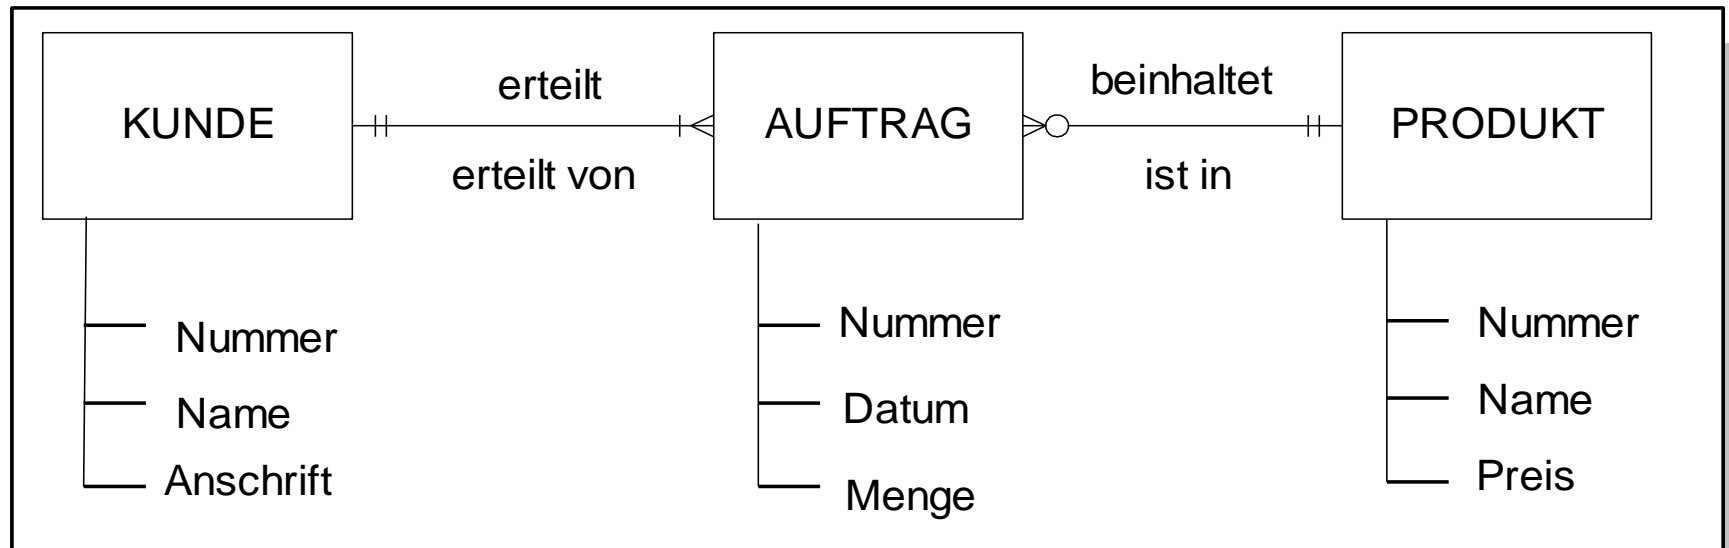 KUNDE
erteilt
erteilt von
AUFTRAG
beinhaltet
ist in
PRODUKT
Nummer
Name
Anschrift
Nummer
Datum
Menge
Nummer
Name
Preis